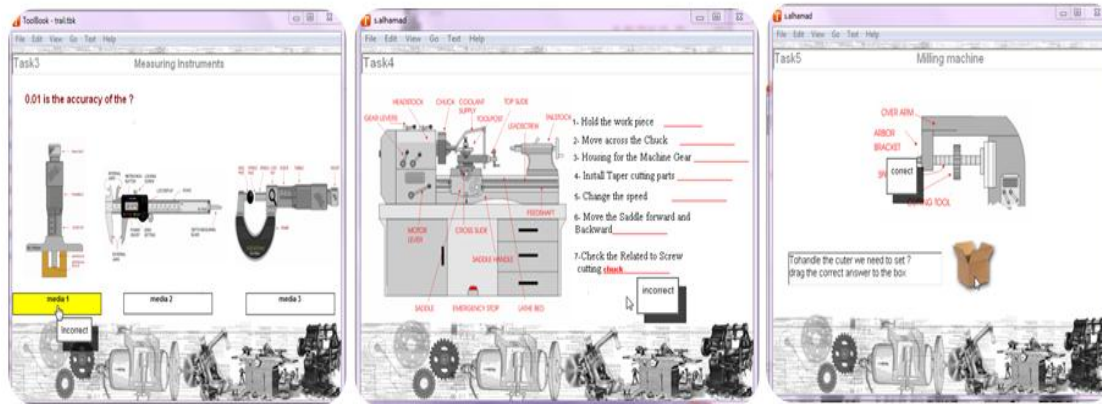 ToolBook - trail.tbk
File Edit View Go Text Help
Task3
Measuring Instruments
0.01 is the accuracy of the ?
media 1
media 2
media 3
Incorrect
s.alhamad
File Edit View Go Text Help
Task4
HEADSTOCK
CHUCK
COOLANT SUPPLY
TOP SLIDE
GEAR LEVERS
TOOLPOST
TAILSTOCK
LEADSCREW
FEEDSHAFT
MOTOR LEVER
CROSS SLIDE
SADDLE HANDLE
SADDLE
EMERGENCY STOP
LATHE BED
1- Hold the work piece
2- Move across the Chuck
3- Housing for the Machine Gear
4- Install Taper cutting parts
5- Change the speed
6- Move the Saddle forward and
Backward
7-Check the Related to Screw
cutting chuck
incorrect
s.alhamad
File Edit View Go Text Help
Task5
Milling machine
OVER ARM
ARBOR
BRACKET
correct
TOOL
Tohandle the cuter we need to set ?
drag the correct answer to the box